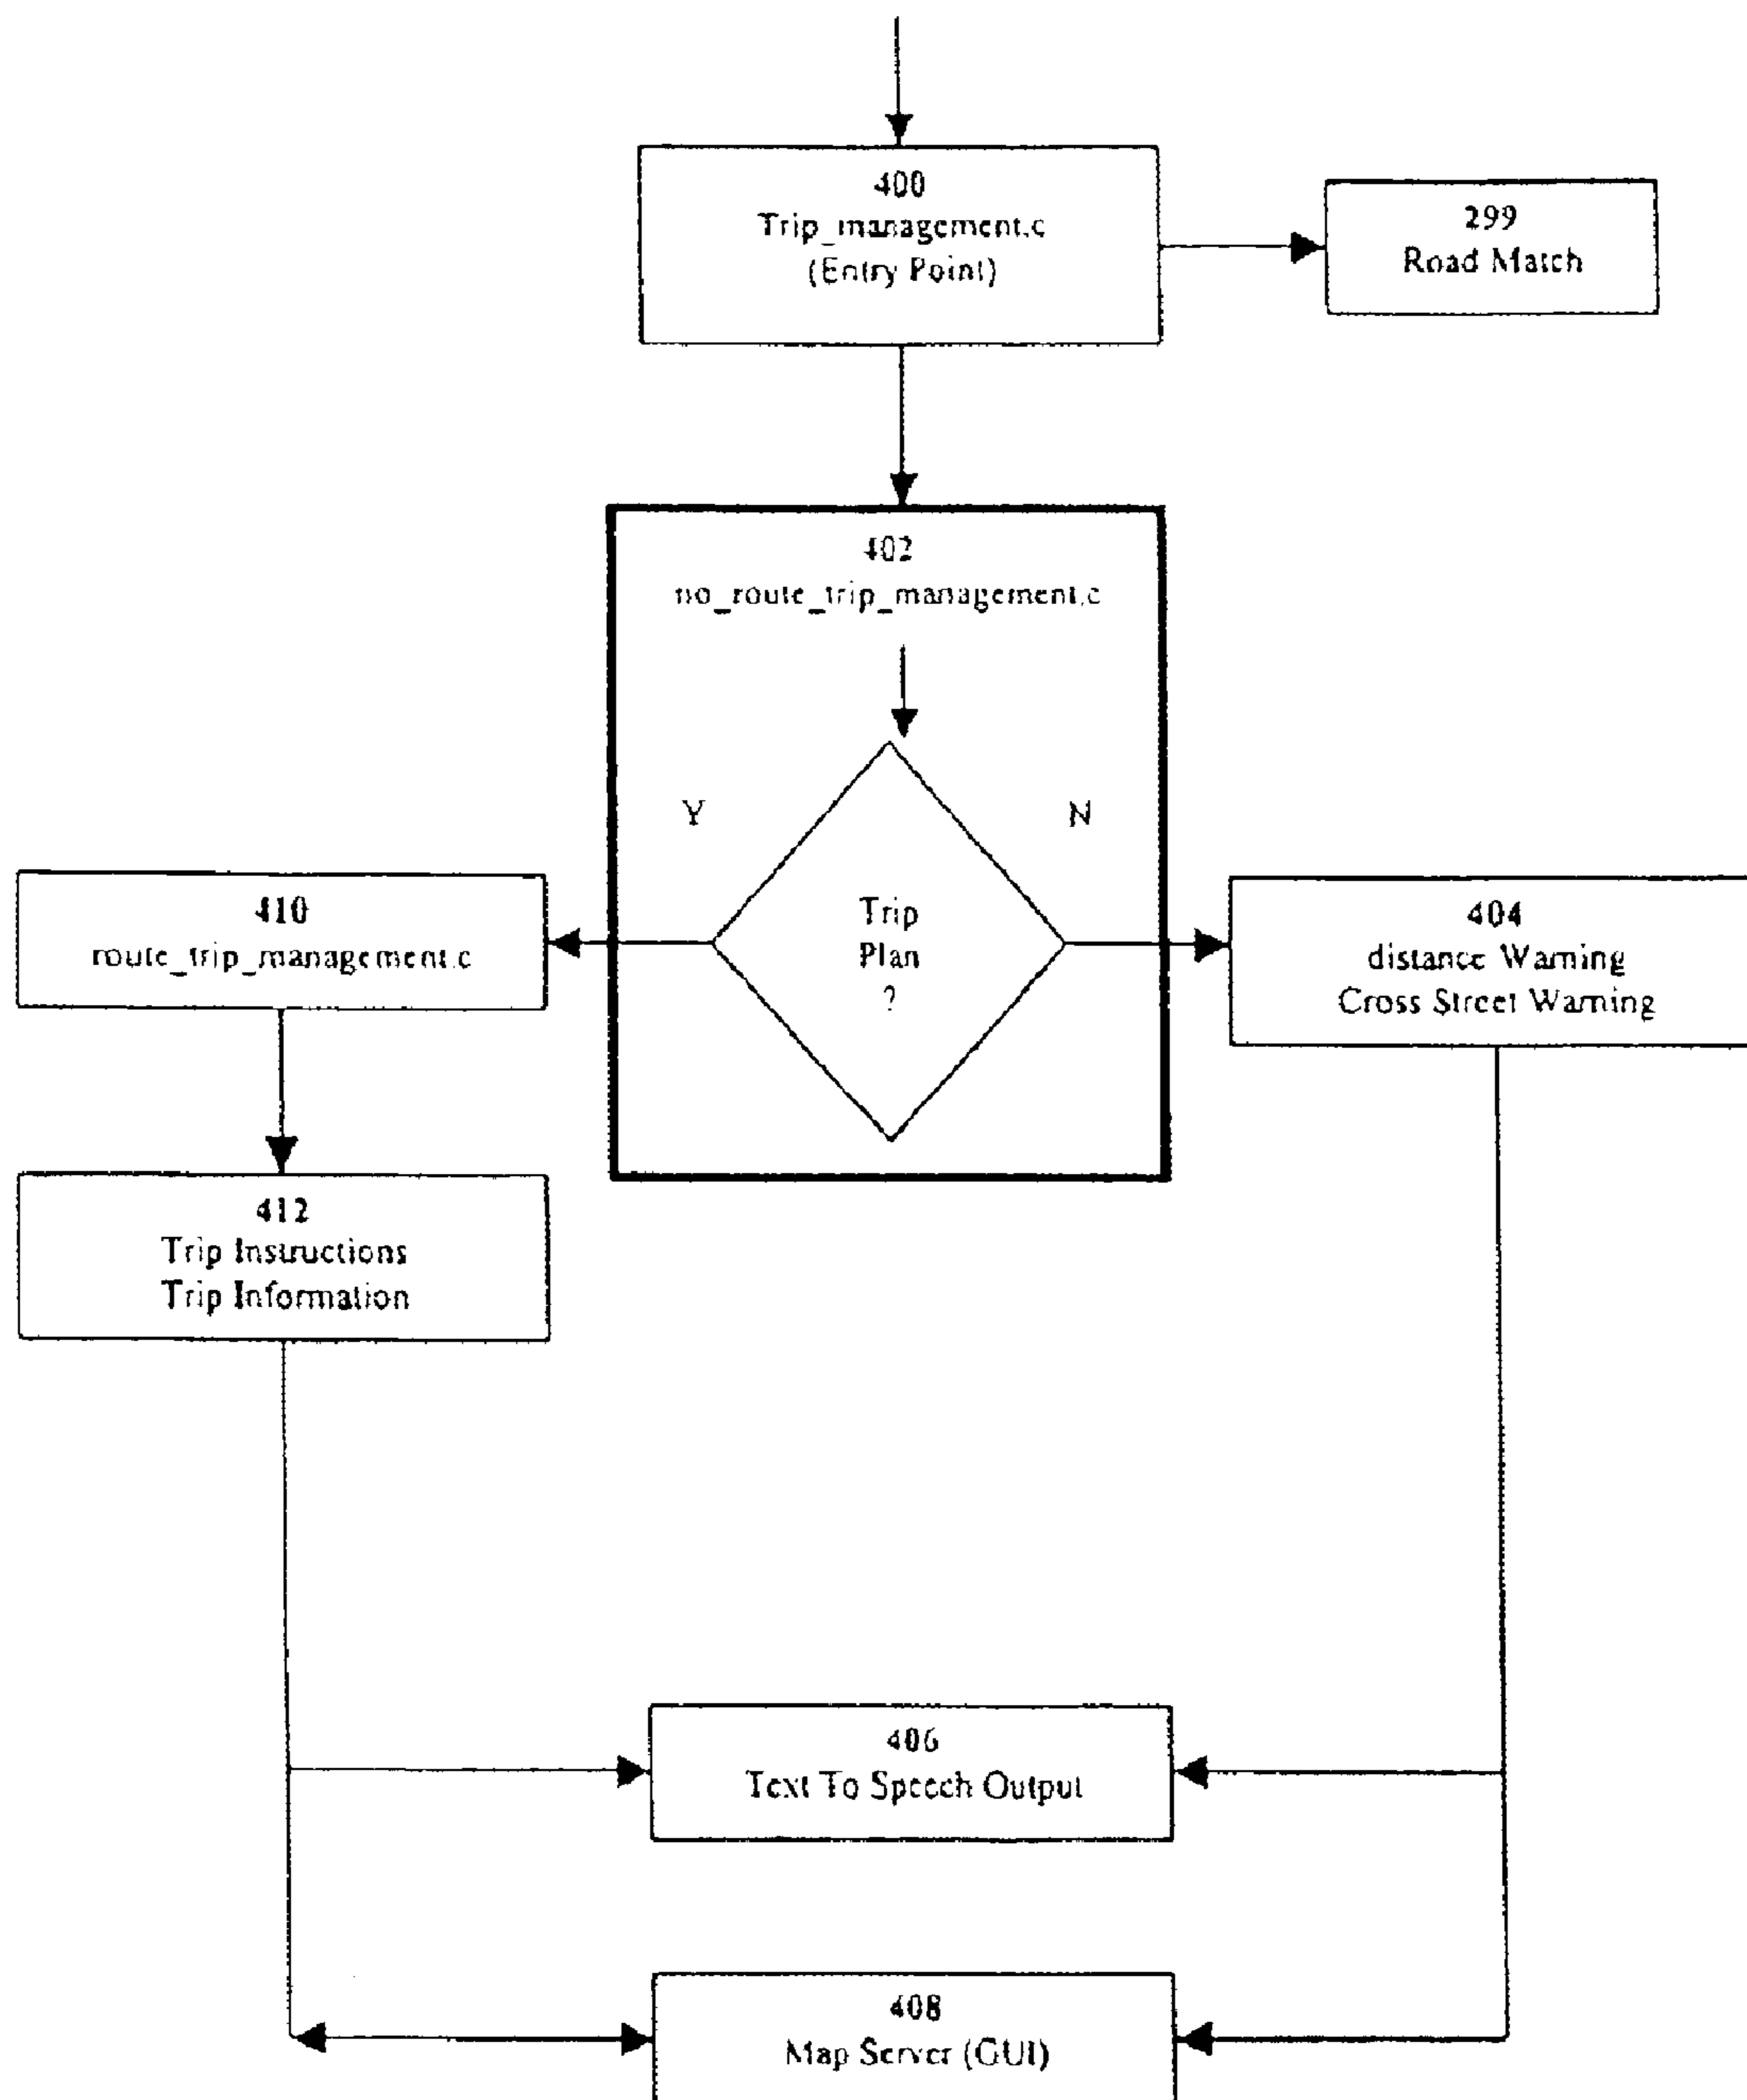 400
Trip_management.c
(Entry Point)
299
Road Match
402
no_route_trip_management.c
Y
N
Trip
Plan
?
410
route_trip_management.c
404
distance Warning
Cross Street Warning
412
Trip Instructions
Trip Information
406
Text To Speech Output
408
Map Server (GUI)